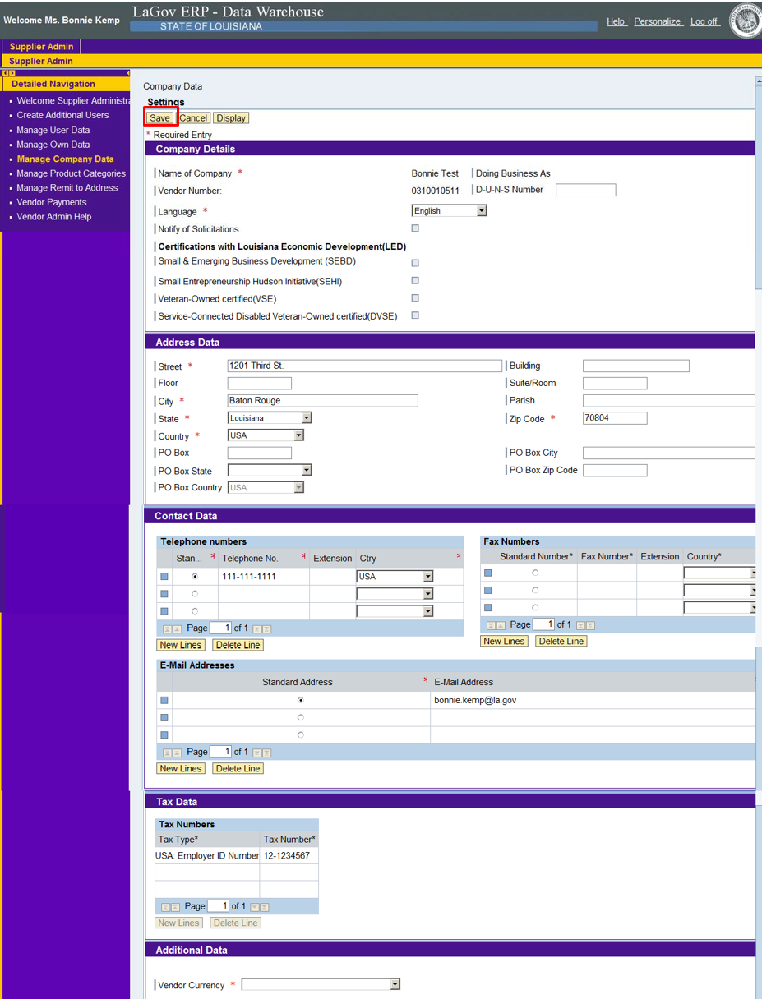 Welcome Ms. Bonnie Kemp
LaGov ERP - Data Warehouse
STATE OF LOUISIANA
Help Personalize Log off
Supplier Admin
Supplier Admin
Detailed Navigation
Welcome Supplier Administra
Create Additional Users
Manage User Data
Manage Own Data
Manage Company Data
Manage Product Categories
Manage Remit to Address
Vendor Payments
Vendor Admin Help
Company Data
Settings
Save Cancel Display
* Required Entry
Company Details
Name of Company * Bonnie Test Doing Business As
Vendor Number: 0310010511 D-U-N-S Number
Language * English
Notify of Solicitations
Certifications with Louisiana Economic Development(LED)
Small & Emerging Business Development (SEBD)
Small Entrepreneurship Hudson Initiative(SEHI)
Veteran-Owned certified(VSE)
Service-Connected Disabled Veteran-Owned certified(DVSE)
Address Data
Street * 1201 Third St. Building
Floor Suite/Room
City * Baton Rouge Parish
State * Louisiana Zip Code * 70804
Country * USA
PO Box PO Box City
PO Box State PO Box Zip Code
PO Box Country USA
Contact Data
Telephone numbers
Stan... * Telephone No. * Extension Ctry *
111-111-1111 USA
Page 1 of 1
New Lines Delete Line
Fax Numbers
Standard Number* Fax Number* Extension Country*
Page 1 of 1
New Lines Delete Line
E-Mail Addresses
Standard Address * E-Mail Address *
bonnie.kemp@la.gov
Page 1 of 1
New Lines Delete Line
Tax Data
Tax Numbers
Tax Type* Tax Number*
USA: Employer ID Number 12-1234567
Page 1 of 1
New Lines Delete Line
Additional Data
Vendor Currency *